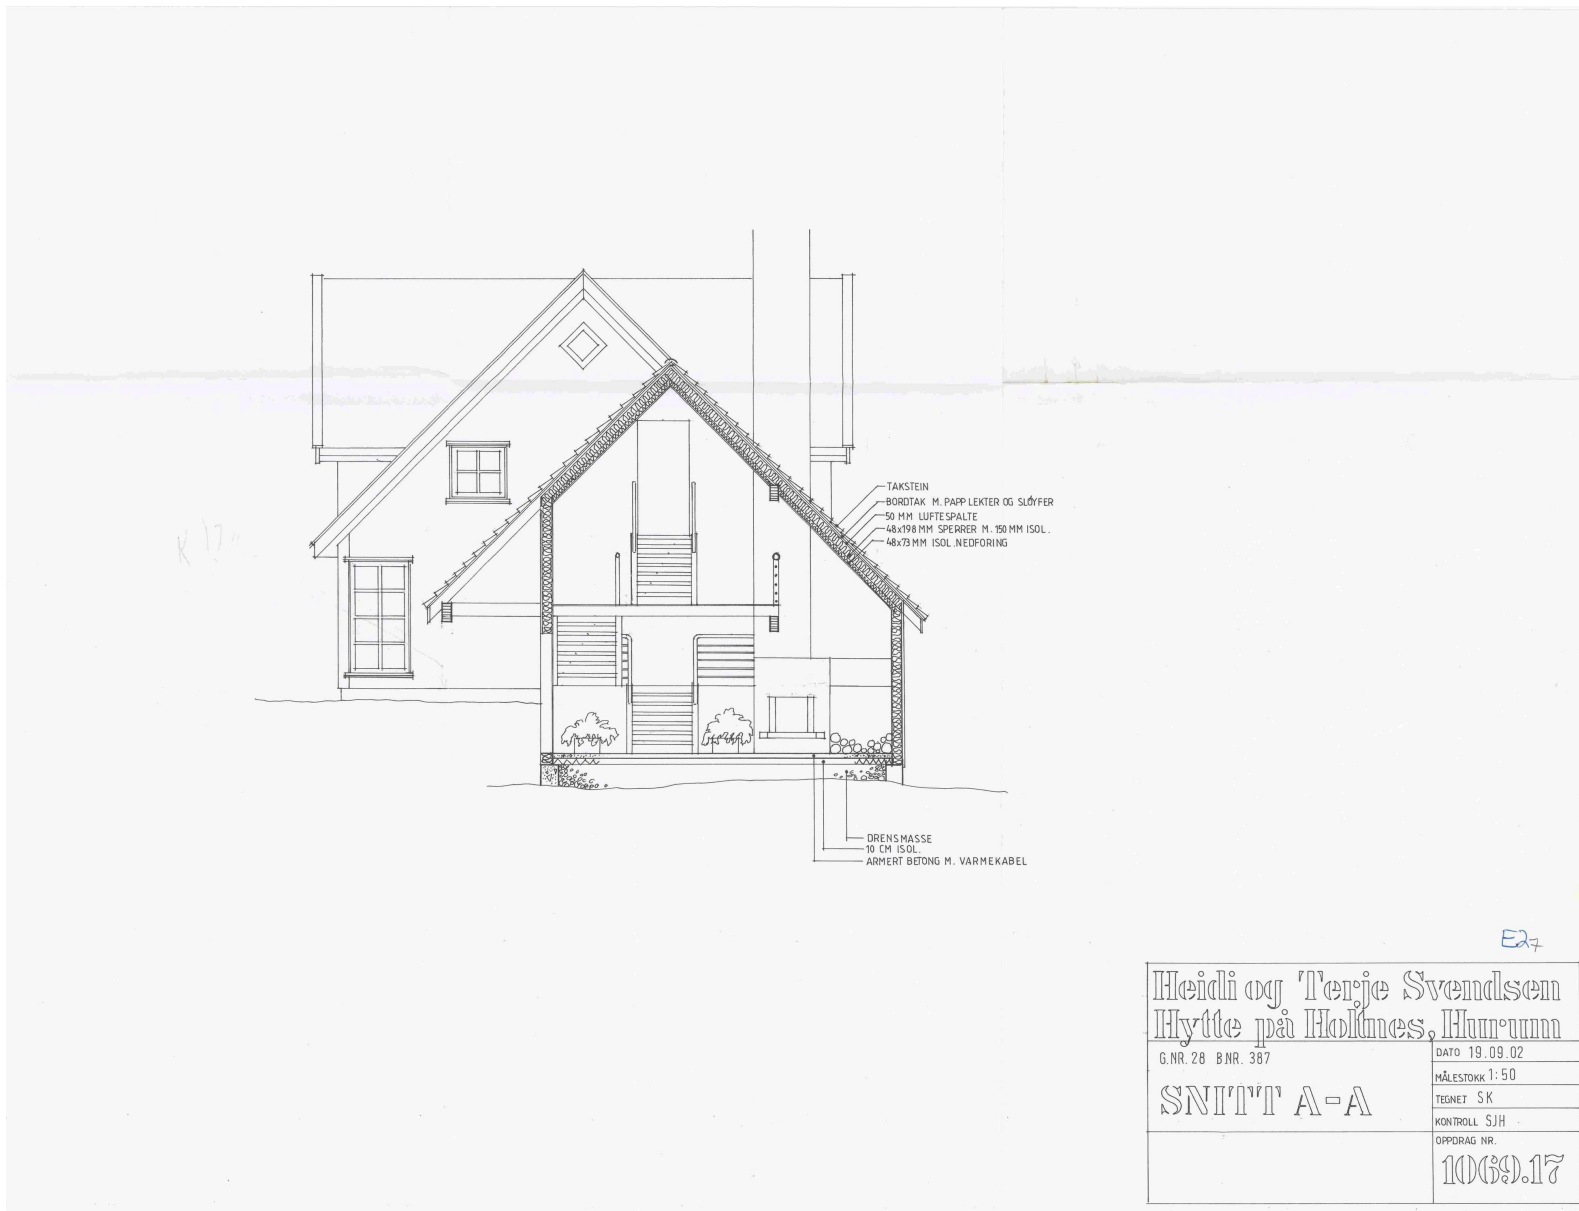 TAKSTEIN
BORDTAK M. PAPP LEKTER OG SLØYFER
50 MM LUFTESPALTE
48x198 MM SPERRER M. 150 MM ISOL.
48x73 MM ISOL. NEDFORING
DRENSMASSE
10 CM ISOL.
ARMERT BETONG M. VARMEKABEL
E27
Heidi og Terje Svendsen
Hytte på Holtnes, Hurum
G.NR. 28 B.NR. 387
SNITT A-A
DATO 19.09.02
MÅLESTOKK 1:50
TEGNET SK
KONTROLL SJH
OPPDRAG NR.
1069.17